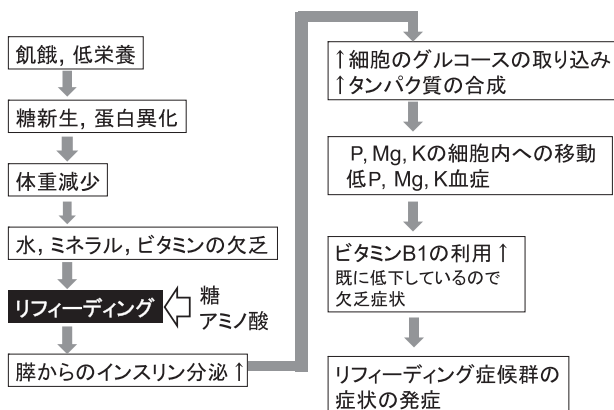 飢餓, 低栄養
糖新生, 蛋白異化
体重減少
水, ミネラル, ビタミンの欠乏
リフィーディング
糖
アミノ酸
膵からのインスリン分泌↑
↑細胞のグルコースの取り込み
↑タンパク質の合成
P, Mg, Kの細胞内への移動
低P, Mg, K血症
ビタミンB1の利用↑
既に低下しているので
欠乏症状
リフィーディング症候群の
症状の発症